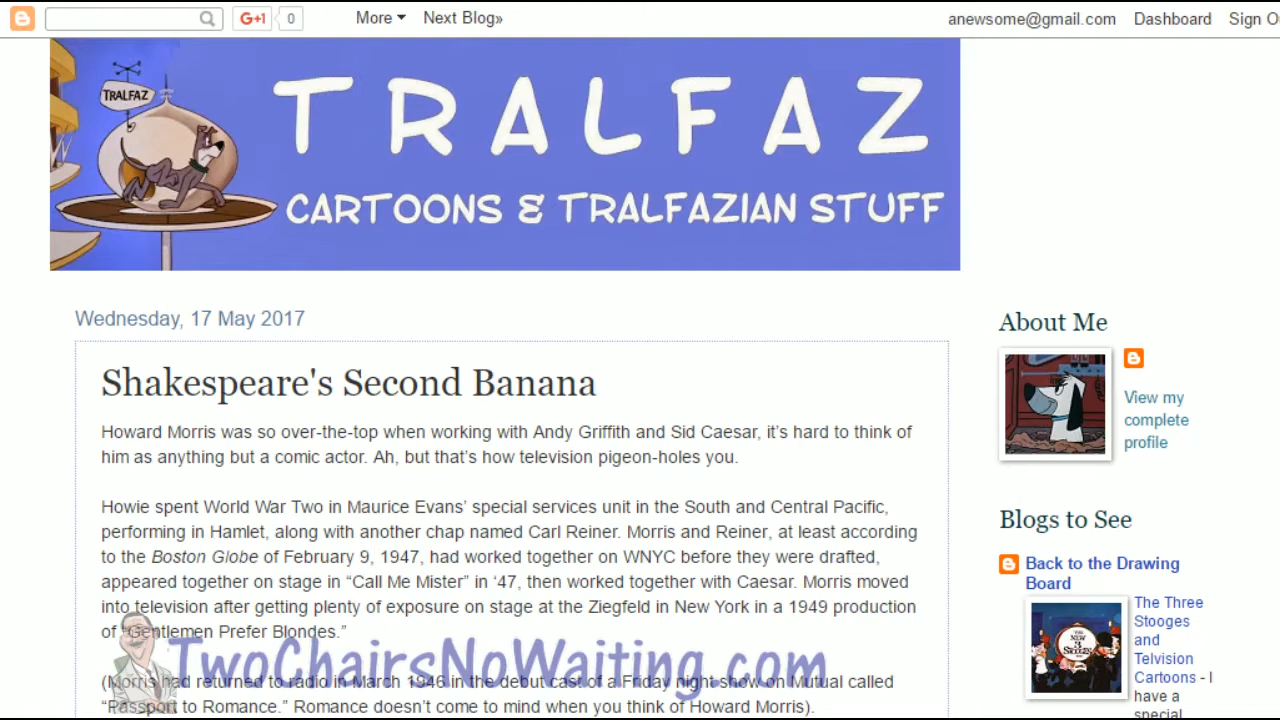 G+1 0 More Next Blog» anewsome@gmail.com Dashboard Sign O
TRALFAZ
TRALFAZ
CARTOONS & TRALFAZIAN STUFF
Wednesday, 17 May 2017
Shakespeare's Second Banana
Howard Morris was so over-the-top when working with Andy Griffith and Sid Caesar, it’s hard to think of
him as anything but a comic actor. Ah, but that’s how television pigeon-holes you.
Howie spent World War Two in Maurice Evans’ special services unit in the South and Central Pacific,
performing in Hamlet, along with another chap named Carl Reiner. Morris and Reiner, at least according
to the Boston Globe of February 9, 1947, had worked together on WNYC before they were drafted,
appeared together on stage in “Call Me Mister” in ‘47, then worked together with Caesar. Morris moved
into television after getting plenty of exposure on stage at the Ziegfeld in New York in a 1949 production
of “Gentlemen Prefer Blondes.”
(Morris had returned to radio in March 1946 in the debut cast of a Friday night show on Mutual called
“Passport to Romance.” Romance doesn’t come to mind when you think of Howard Morris).
TwoChairsNoWaiting.com
About Me
View my
complete
profile
Blogs to See
Back to the Drawing
Board
The Three
Stooges
and
Telvision
Cartoons - I
have a
special